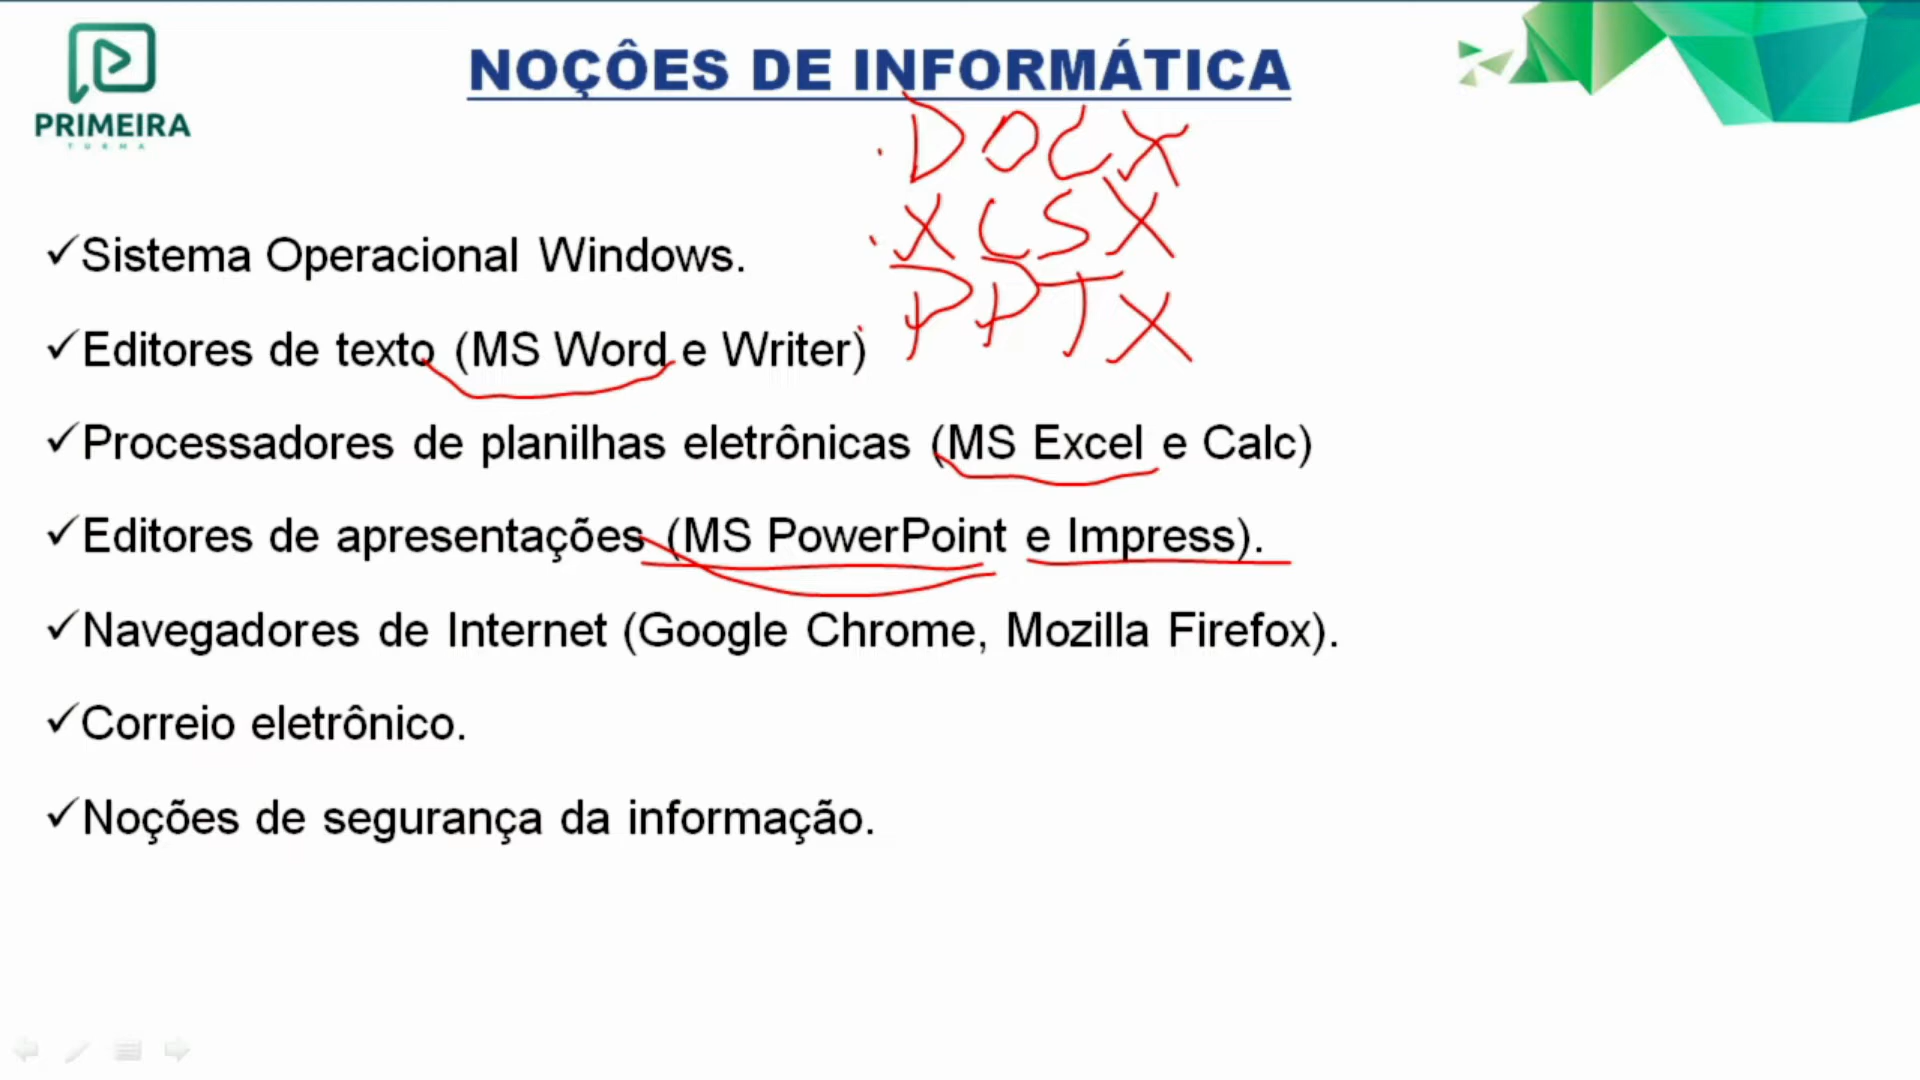 PRIMEIRA
TURMA
NOÇÔES DE INFORMÁTICA
.DOCX
.XLSX
.PPTX
✓Sistema Operacional Windows.
✓Editores de texto (MS Word e Writer)
✓Processadores de planilhas eletrônicas (MS Excel e Calc)
✓Editores de apresentações (MS PowerPoint e Impress).
✓Navegadores de Internet (Google Chrome, Mozilla Firefox).
✓Correio eletrônico.
✓Noções de segurança da informação.